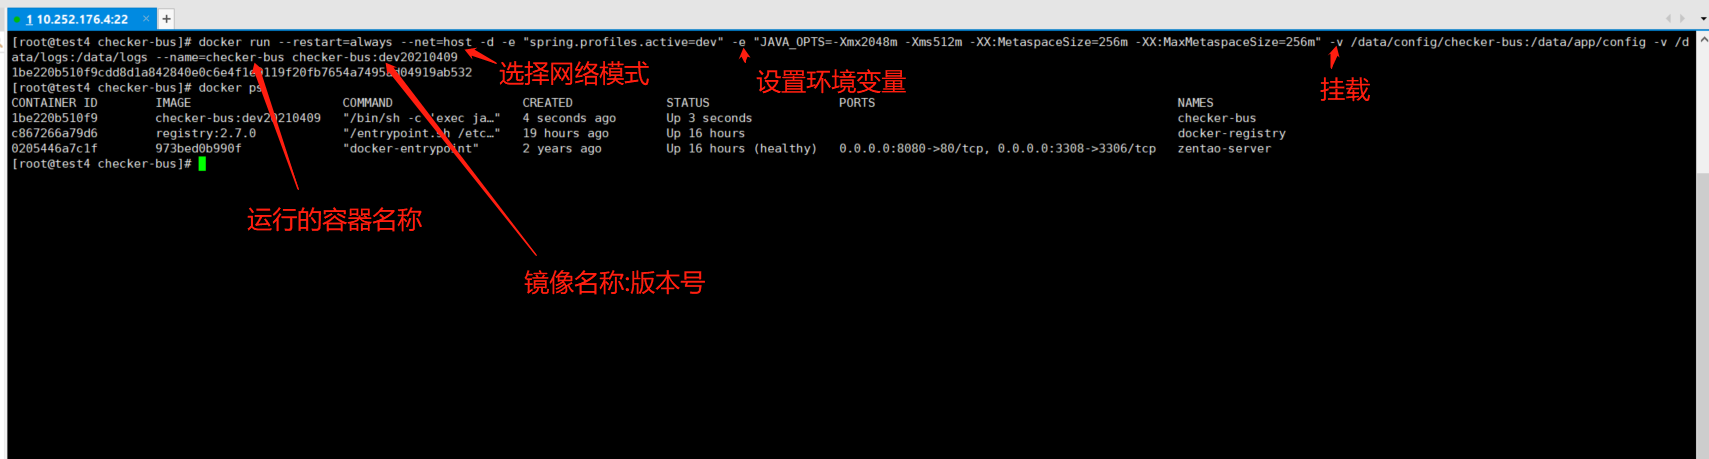 1 10.252.176.4:22 × +
[root@test4 checker-bus]# docker run --restart=always --net=host -d -e "spring.profiles.active=dev" -e "JAVA_OPTS=-Xmx2048m -Xms512m -XX:MetaspaceSize=256m -XX:MaxMetaspaceSize=256m" -v /data/config/checker-bus:/data/app/config -v /d
ata/logs:/data/logs --name=checker-bus checker-bus:dev20210409
选择网络模式
设置环境变量
挂载
[root@test4 checker-bus]# docker ps
CONTAINER ID IMAGE COMMAND CREATED STATUS PORTS NAMES
1be220b510f9 checker-bus:dev20210409 "/bin/sh -c 'exec ja…" 4 seconds ago Up 3 seconds checker-bus
c867266a79d6 registry:2.7.0 "/entrypoint.sh /etc…" 19 hours ago Up 16 hours docker-registry
0205446a7c1f 973bed0b990f "docker-entrypoint" 2 years ago Up 16 hours (healthy) 0.0.0.0:8080->80/tcp, 0.0.0.0:3308->3306/tcp zentao-server
[root@test4 checker-bus]#
运行的容器名称
镜像名称:版本号